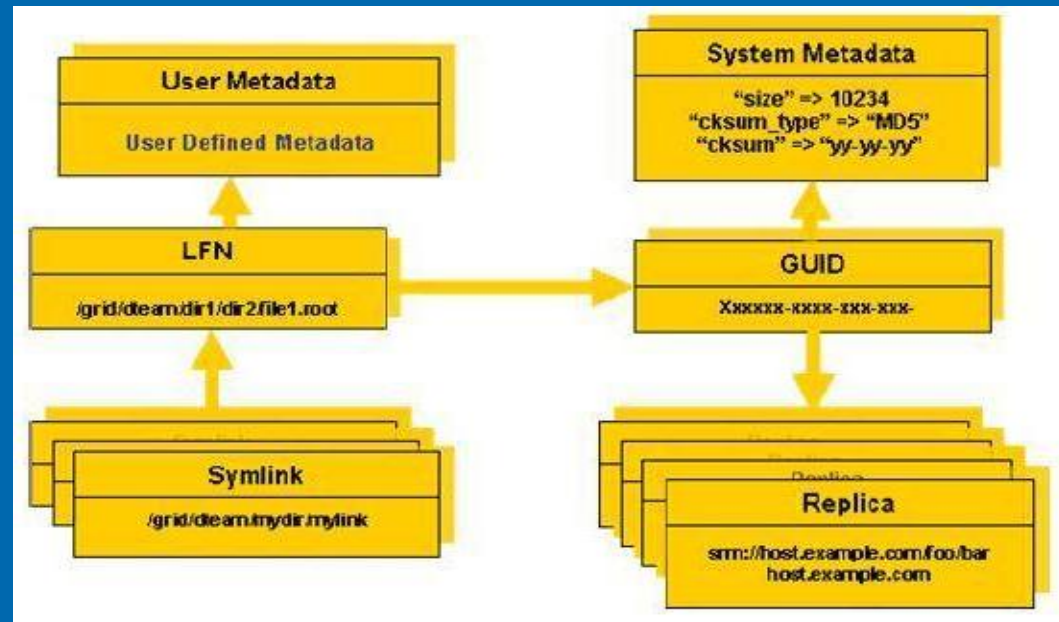 User Metadata
User Defined Metadata
System Metadata
“size” => 10234
“cksum_type” => “MD5”
“cksum” => “yy-yy-yy”
LFN
/grid/dteam/dir1/dir2/file1.root
GUID
Xxxxxx-xxxx-xxx-xxx-
Symlink
/grid/dteam/mydir/mylink
Replica
Replica
Replica
srm://host.example.com/foo/bar
host.example.com